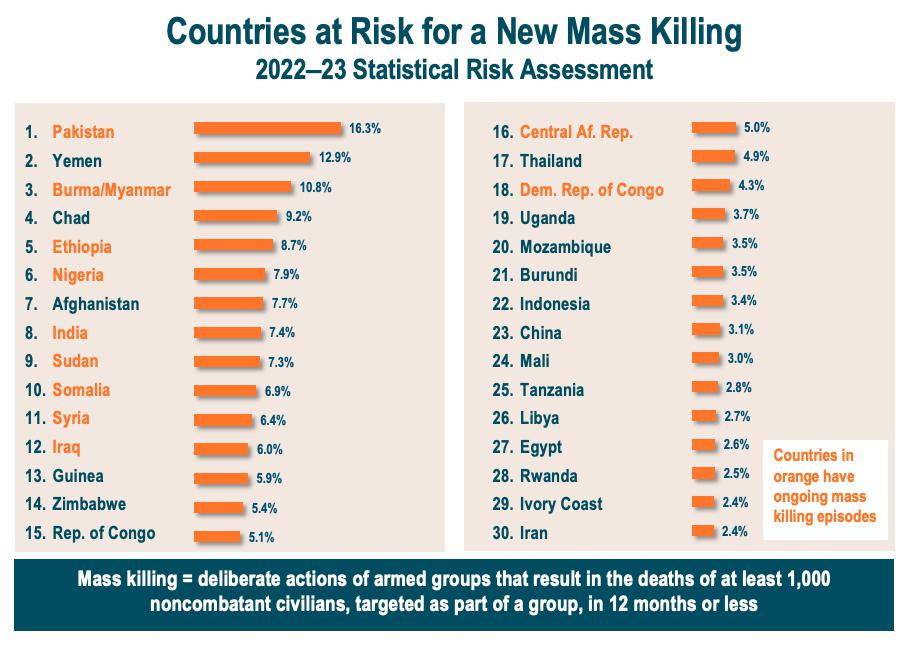 Countries at Risk for a New Mass Killing
2022–23 Statistical Risk Assessment
1. Pakistan 16.3%
2. Yemen 12.9%
3. Burma/Myanmar 10.8%
4. Chad 9.2%
5. Ethiopia 8.7%
6. Nigeria 7.9%
7. Afghanistan 7.7%
8. India 7.4%
9. Sudan 7.3%
10. Somalia 6.9%
11. Syria 6.4%
12. Iraq 6.0%
13. Guinea 5.9%
14. Zimbabwe 5.4%
15. Rep. of Congo 5.1%
16. Central Af. Rep. 5.0%
17. Thailand 4.9%
18. Dem. Rep. of Congo 4.3%
19. Uganda 3.7%
20. Mozambique 3.5%
21. Burundi 3.5%
22. Indonesia 3.4%
23. China 3.1%
24. Mali 3.0%
25. Tanzania 2.8%
26. Libya 2.7%
27. Egypt 2.6%
28. Rwanda 2.5%
29. Ivory Coast 2.4%
30. Iran 2.4%
Countries in
orange have
ongoing mass
killing episodes
Mass killing = deliberate actions of armed groups that result in the deaths of at least 1,000
noncombatant civilians, targeted as part of a group, in 12 months or less